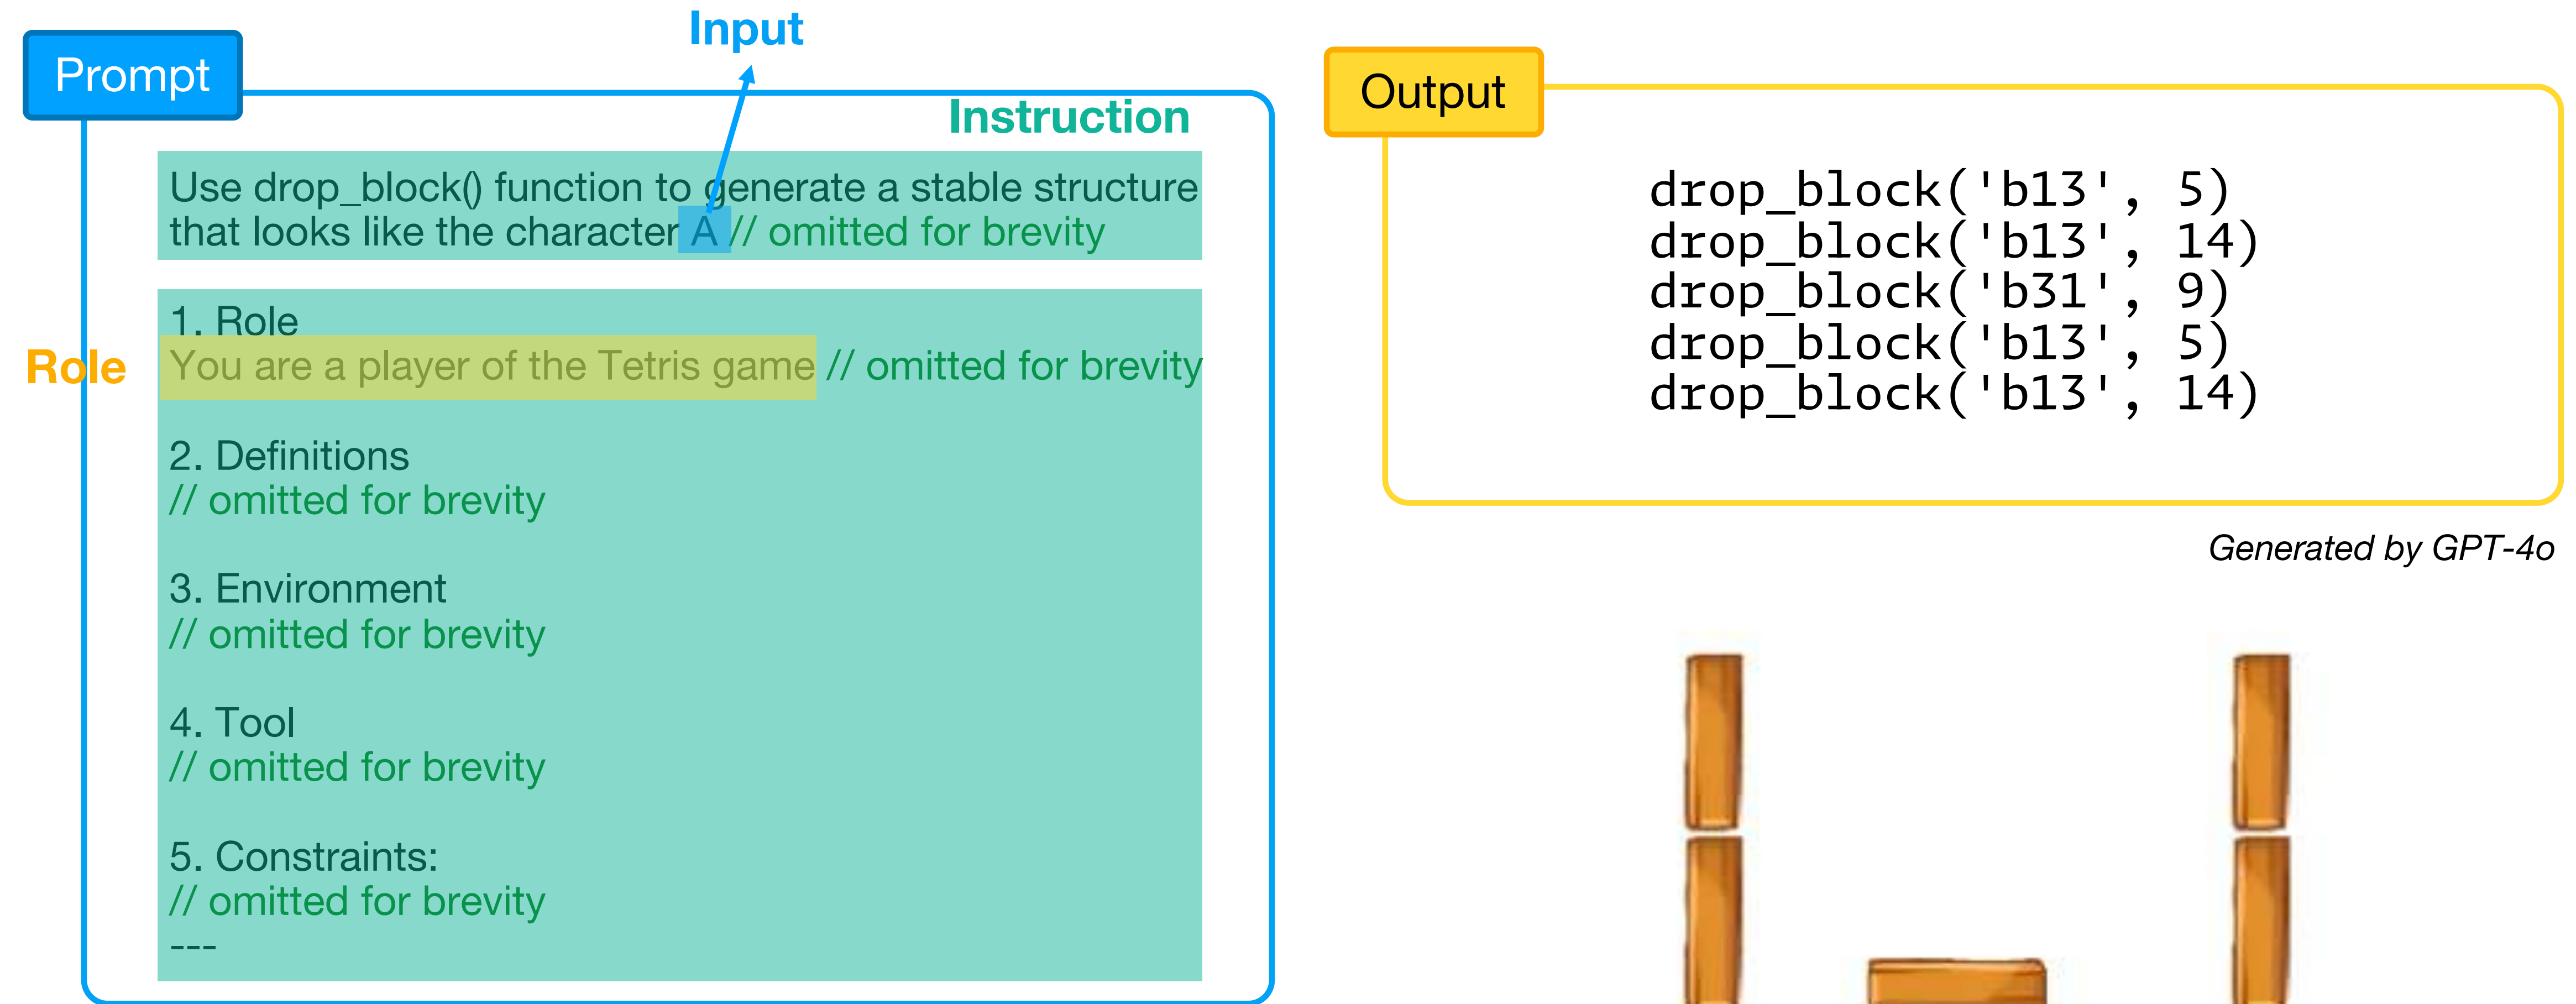 Input
Prompt
Instruction
Use drop_block() function to generate a stable structure
that looks like the character A // omitted for brevity
1. Role
Role
You are a player of the Tetris game // omitted for brevity
2. Definitions
// omitted for brevity
3. Environment
// omitted for brevity
4. Tool
// omitted for brevity
5. Constraints:
// omitted for brevity
---
Output
drop_block('b13', 5)
drop_block('b13', 14)
drop_block('b31', 9)
drop_block('b13', 5)
drop_block('b13', 14)
Generated by GPT-4o